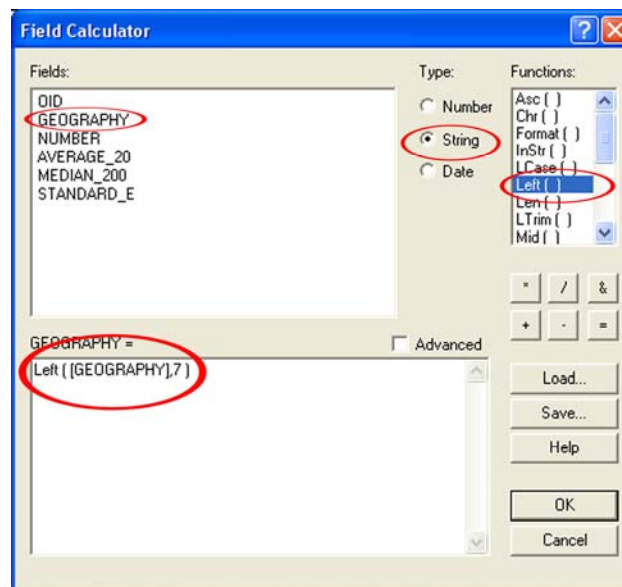 Field Calculator
Fields:
OID
GEOGRAPHY
NUMBER
AVERAGE_20
MEDIAN_200
STANDARD_E
Type:
Number
String
Date
Functions:
Asc ( )
Chr ( )
Format ( )
InStr ( )
LCase ( )
Left ( )
Len ( )
LTrim ( )
Mid ( )
* / &
+ - =
GEOGRAPHY =
Advanced
Left ( [GEOGRAPHY],7 )
Load...
Save...
Help
OK
Cancel